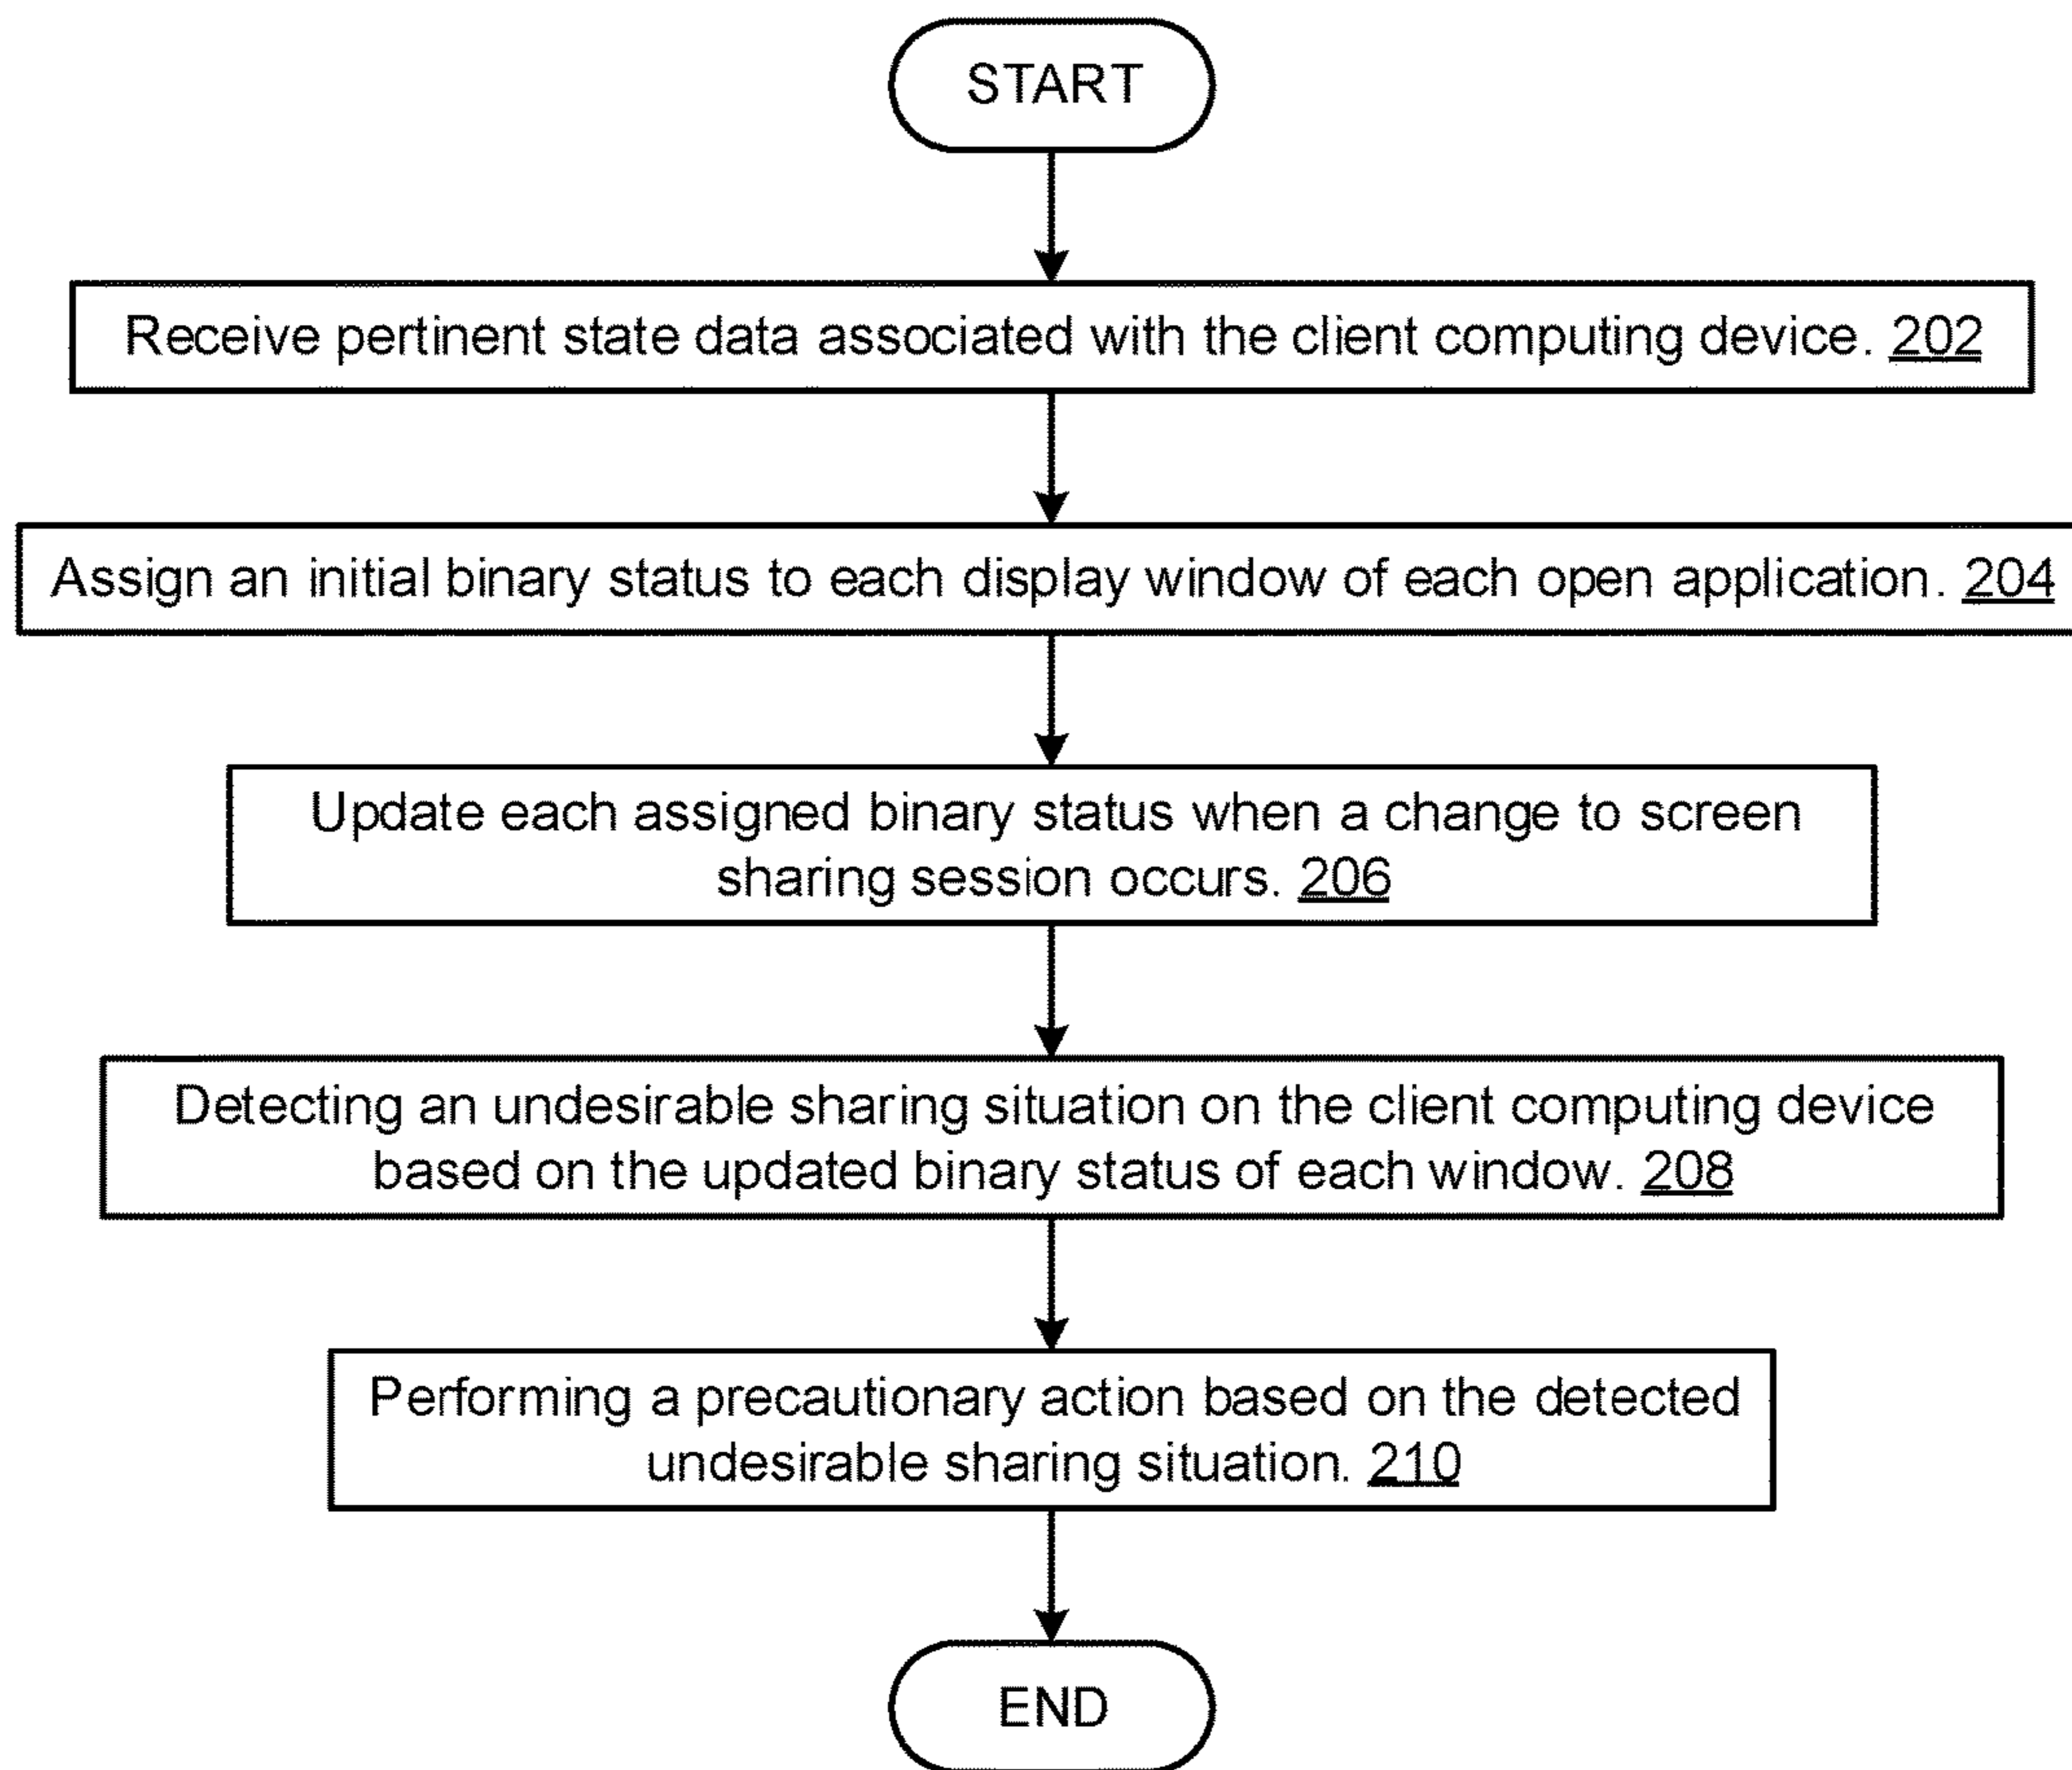 START
Receive pertinent state data associated with the client computing device. 202
Assign an initial binary status to each display window of each open application. 204
Update each assigned binary status when a change to screen
sharing session occurs. 206
Detecting an undesirable sharing situation on the client computing device
based on the updated binary status of each window. 208
Performing a precautionary action based on the detected
undesirable sharing situation. 210
END